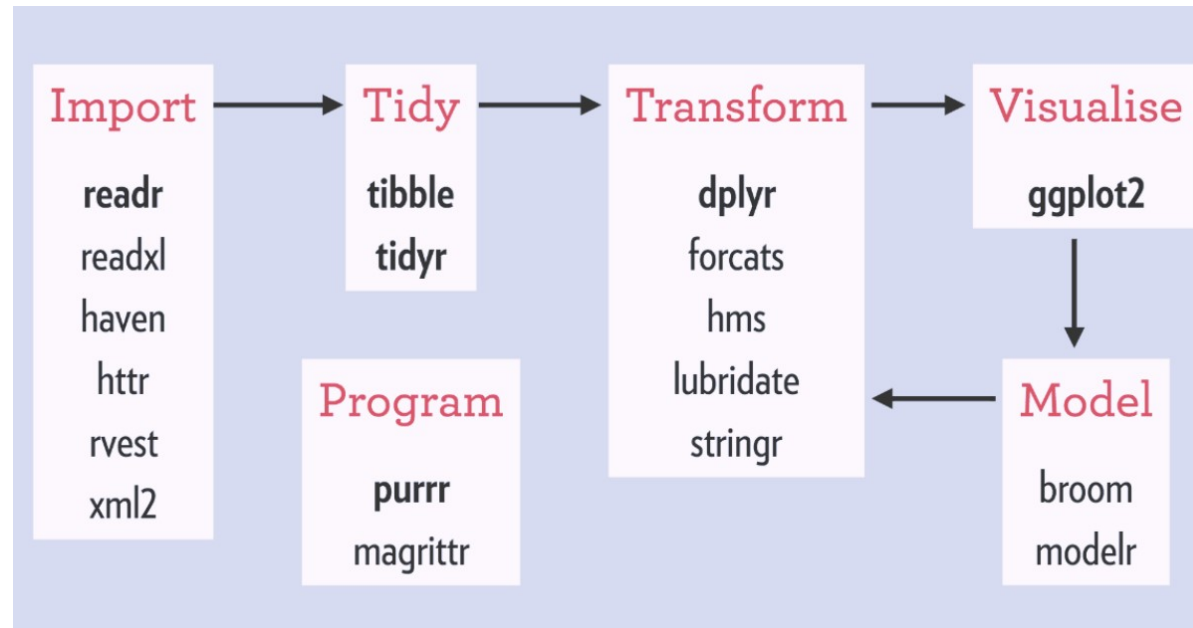 Import
readr
readxl
haven
httr
rvest
xml2
Tidy
tibble
tidyr
Program
purrr
magrittr
Transform
dplyr
forcats
hms
lubridate
stringr
Visualise
ggplot2
Model
broom
modelr